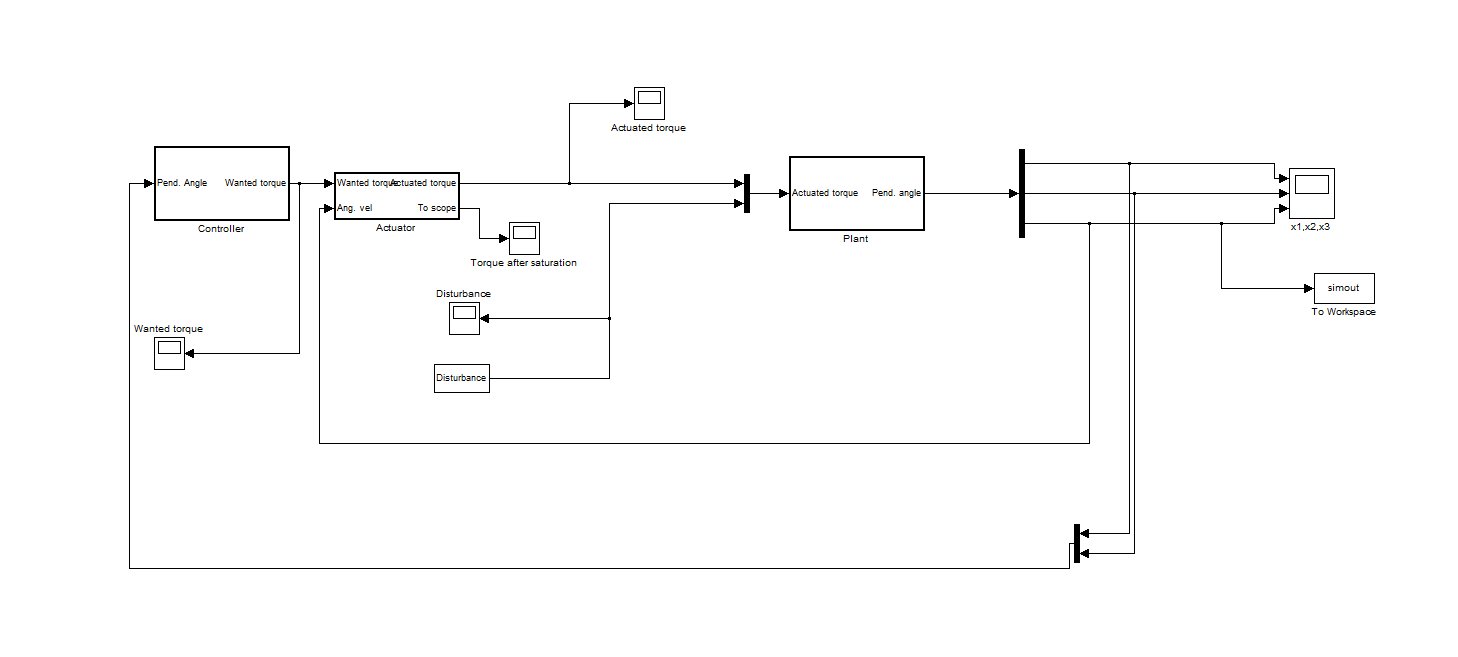 Actuated torque
Pend. Angle
Wanted torque
Controller
Wanted torque
Actuated torque
Ang. vel
To scope
Actuator
Torque after saturation
Actuated torque
Pend. angle
Plant
x1,x2,x3
simout
To Workspace
Disturbance
Wanted torque
Disturbance